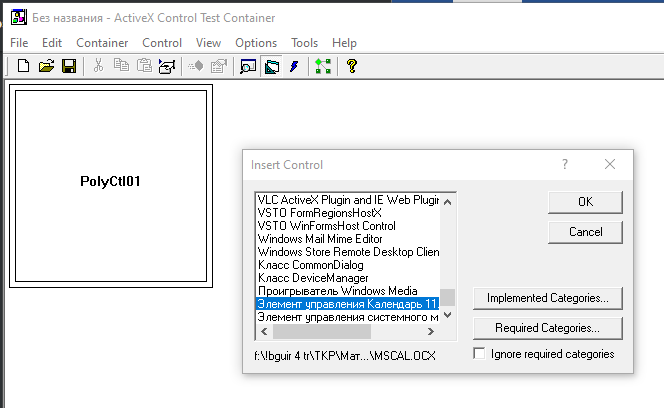 Без названия - ActiveX Control Test Container
File Edit Container Control View Options Tools Help
PolyCtl01
Insert Control
VLC ActiveX Plugin and IE Web Plugin
VSTO FormRegionsHostX
VSTO WinFormsHost Control
Windows Mail Mime Editor
Windows Store Remote Desktop Clien
Класс CommonDialog
Класс DeviceManager
Проигрыватель Windows Media
Элемент управления Календарь 11.
Элемент управления системного м
OK
Cancel
Implemented Categories...
Required Categories...
Ignore required categories
f:\!bguir 4 tr\TKP\Мат...\MSCAL.OCX